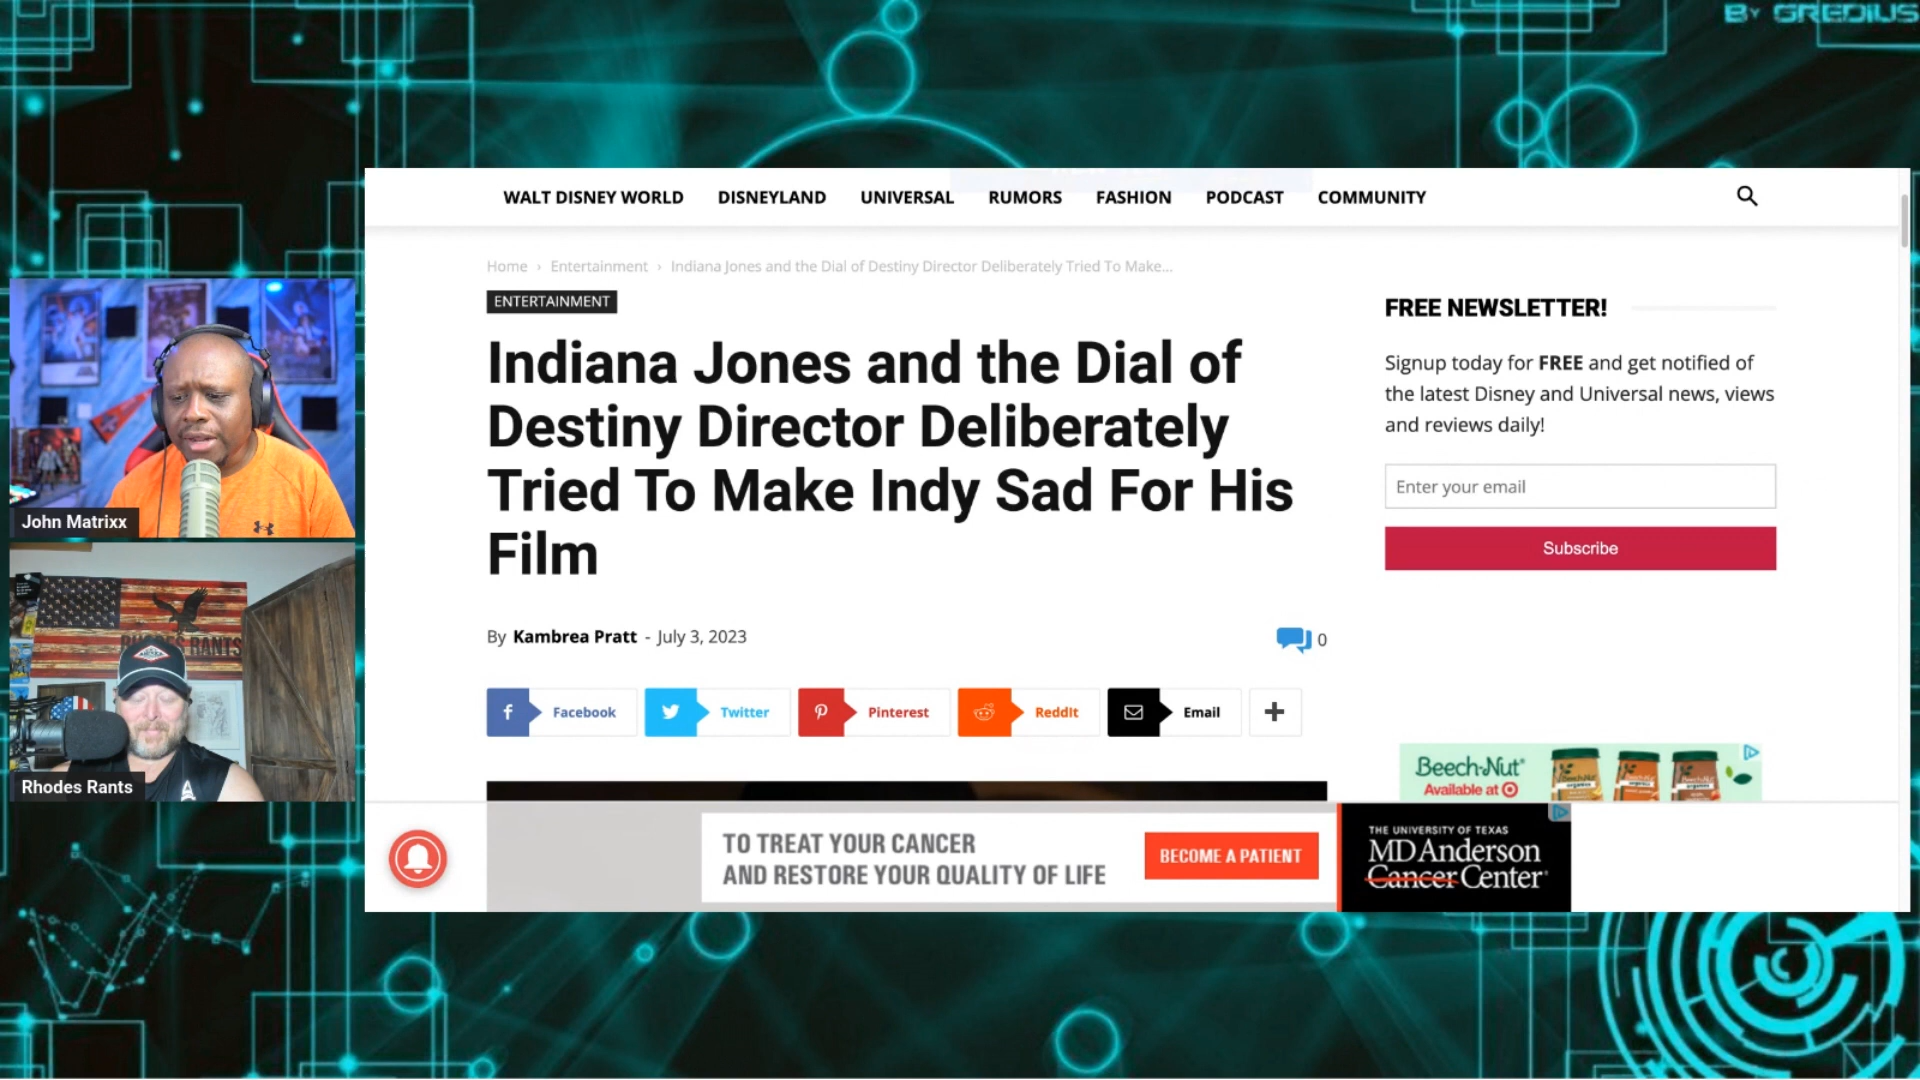 BY GREDIUS
WALT DISNEY WORLD DISNEYLAND UNIVERSAL RUMORS FASHION PODCAST COMMUNITY
Home › Entertainment › Indiana Jones and the Dial of Destiny Director Deliberately Tried To Make...
ENTERTAINMENT
Indiana Jones and the Dial of
Destiny Director Deliberately
Tried To Make Indy Sad For His
Film
By Kambrea Pratt - July 3, 2023
0
Facebook Twitter Pinterest ReddIt Email
FREE NEWSLETTER!
Signup today for FREE and get notified of
the latest Disney and Universal news, views
and reviews daily!
Enter your email
Subscribe
Beech-Nut
Available at
TO TREAT YOUR CANCER
AND RESTORE YOUR QUALITY OF LIFE
BECOME A PATIENT
THE UNIVERSITY OF TEXAS
MD Anderson
Cancer Center
John Matrixx
RHODES RANTS
Rhodes Rants